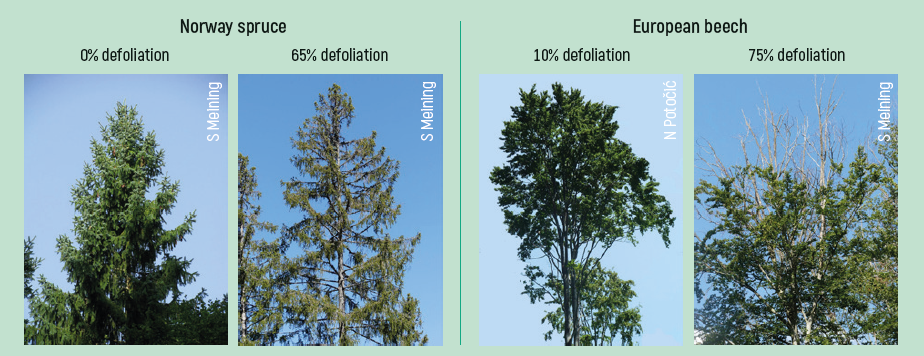 Norway spruce
0% defoliation
65% defoliation
S Meining
S Meining
European beech
10% defoliation
75% defoliation
N Potočić
S Meining